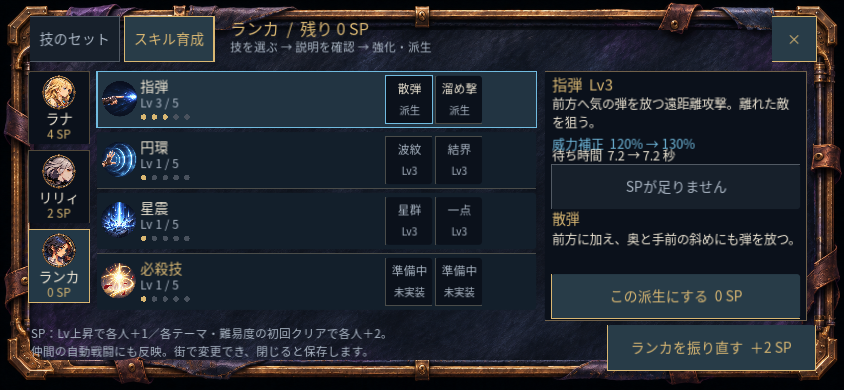 技のセット
スキル育成
ランカ / 残り 0 SP
技を選ぶ → 説明を確認 → 強化・派生
×
ラナ
4 SP
リリィ
2 SP
ランカ
0 SP
指弾
Lv 3 / 5
散弾
派生
溜め撃
派生
円環
Lv 1 / 5
波紋
Lv3
結界
Lv3
星震
Lv 1 / 5
星群
Lv3
一点
Lv3
必殺技
Lv 1 / 5
準備中
未実装
準備中
未実装
指弾 Lv3
前方へ気の弾を放つ遠距離攻撃。離れた敵
を狙う。
威力補正 120% → 130%
待ち時間 7.2 → 7.2 秒
SPが足りません
散弾
前方に加え、奥と手前の斜めにも弾を放つ。
この派生にする 0 SP
SP：Lv上昇で各人＋1／各テーマ・難易度の初回クリアで各人＋2。
仲間の自動戦闘にも反映。街で変更でき、閉じると保存します。
ランカを振り直す ＋2 SP